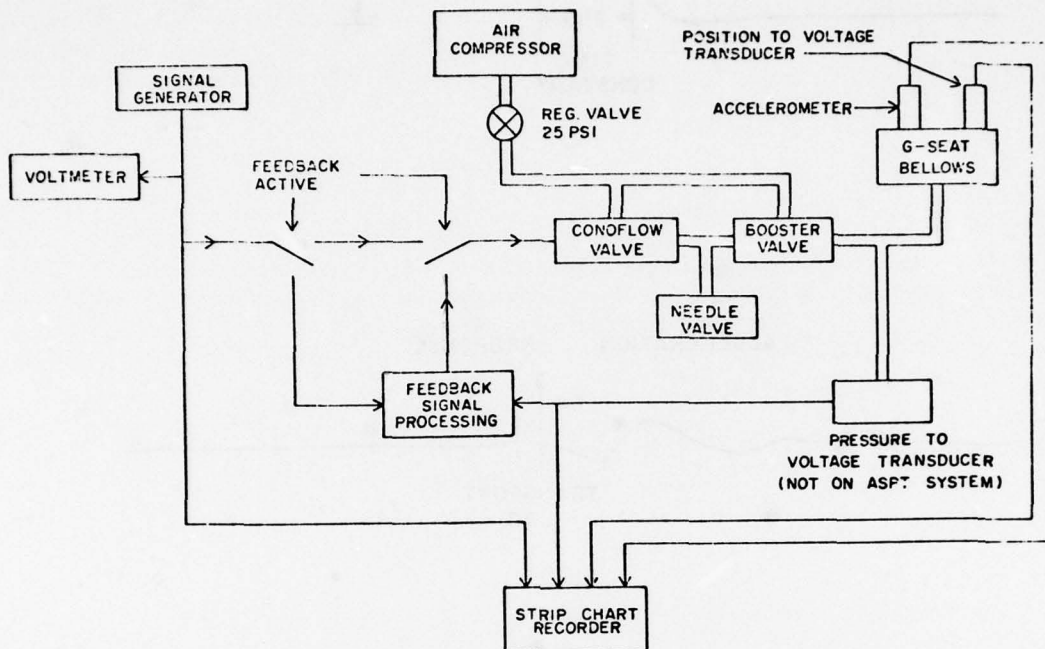 AIR
COMPRESSOR
POSITION TO VOLTAGE
TRANSDUCER
SIGNAL
GENERATOR
ACCELEROMETER
REG. VALVE
25 PSI
G-SEAT
BELLOWS
VOLTMETER
FEEDBACK
ACTIVE
CONOFLOW
VALVE
BOOSTER
VALVE
NEEDLE
VALVE
FEEDBACK
SIGNAL
PROCESSING
PRESSURE TO
VOLTAGE TRANSDUCER
(NOT ON ASPT SYSTEM)
STRIP CHART
RECORDER